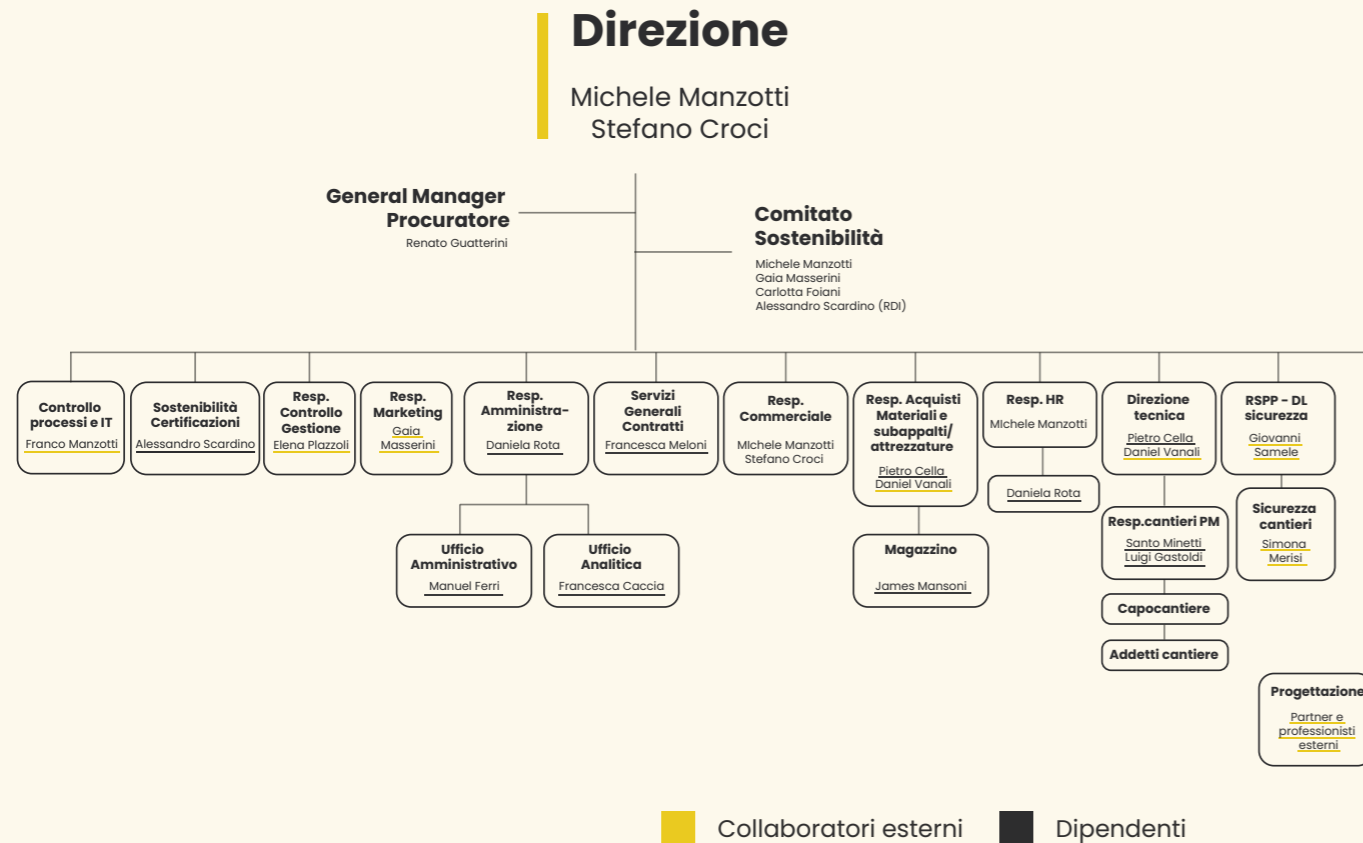 Direzione
Michele Manzotti
Stefano Croci
General Manager
Procuratore
Renato Guatterini
Comitato
Sostenibilità
Michele Manzotti
Gaia Masserini
Carlotta Foiani
Alessandro Scardino (RDI)
Controllo
processi e IT
Franco Manzotti
Sostenibilità
Certificazioni
Alessandro Scardino
Resp.
Controllo
Gestione
Elena Plazzoli
Resp.
Marketing
Gaia
Masserini
Resp.
Amministra-
zione
Daniela Rota
Servizi
Generali
Contratti
Francesca Meloni
Resp.
Commerciale
MIchele Manzotti
Stefano Croci
Resp. Acquisti
Materiali e
subappalti/
attrezzature
Pietro Cella
Daniel Vanali
Resp. HR
MIchele Manzotti
Daniela Rota
Direzione
tecnica
Pietro Cella
Daniel Vanali
RSPP - DL
sicurezza
Giovanni
Samele
Ufficio
Amministrativo
Manuel Ferri
Ufficio
Analitica
Francesca Caccia
Magazzino
James Mansoni
Resp.cantieri PM
Santo Minetti
Luigi Gastoldi
Sicurezza
cantieri
Simona
Merisi
Capocantiere
Addetti cantiere
Progettazione
Partner e
professionisti
esterni
Collaboratori esterni
Dipendenti